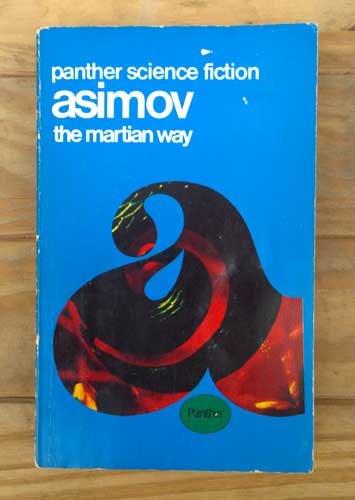 panther science fiction
asimov
the martian way
a
Panther